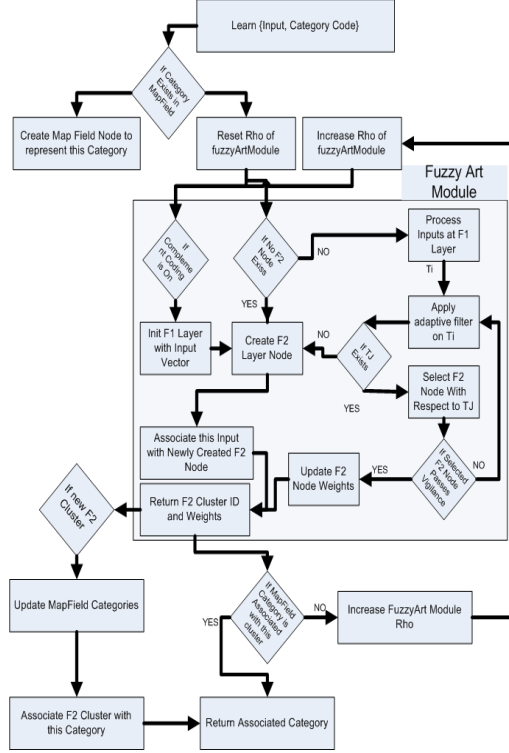 Learn {Input, Category Code}
If Category
Exists in
MapField
Create Map Field Node to
represent this Category
Reset Rho of
fuzzyArtModule
Increase Rho of
fuzzyArtModule
Fuzzy Art
Module
If
Compleme
nt Coding
is On
If No F2
Node
Exiss
NO
YES
Process
Inputs at F1
Layer
Ti
Init F1 Layer
with Input
Vector
Create F2
Layer Node
NO
If TJ
Exists
Apply
adaptive filter
on Ti
YES
Select F2
Node With
Respect to TJ
Associate this Input
with Newly Created F2
Node
Update F2
Node Weights
YES
If Selected
F2 Node
Passes
Vigilance
NO
If new F2
Cluster
Return F2 Cluster ID
and Weights
Update MapField Categories
YES
If MapField
Category is
Associated
with this
cluster
NO
Increase FuzzyArt Module
Rho
Associate F2 Cluster with
this Category
Return Associated Category